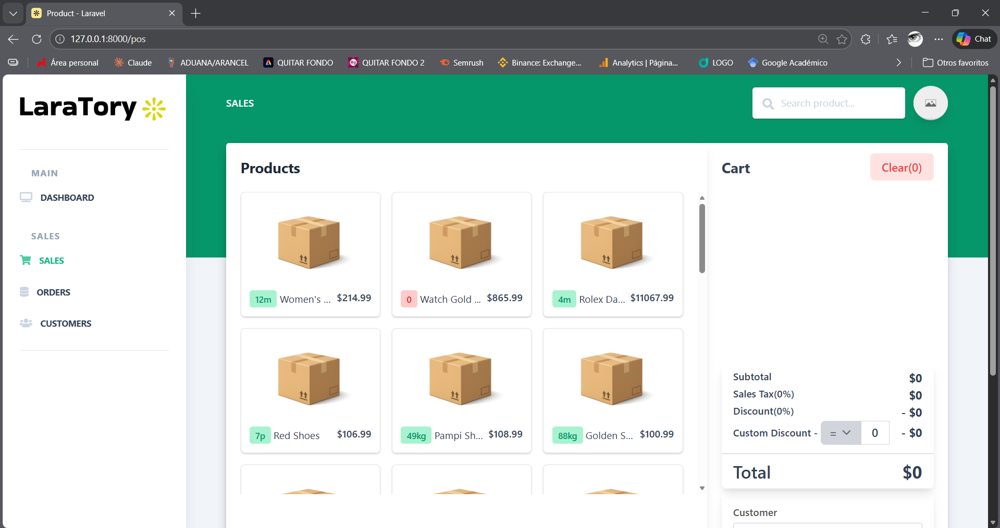 Product - Laravel
127.0.0.1:8000/pos
Chat
Área personal
Claude
ADUANA/ARANCEL
QUITAR FONDO
Bg
QUITAR FONDO 2
Semrush
Binance: Exchange...
Analytics | Página...
LOGO
Google Académico
Otros favoritos
LaraTory
MAIN
DASHBOARD
SALES
SALES
ORDERS
CUSTOMERS
SALES
Search product...
Products
12m Women's ... $214.99
0 Watch Gold ... $865.99
4m Rolex Da... $11067.99
7p Red Shoes $106.99
49kg Pampi Sh... $108.99
88kg Golden S... $100.99
Cart
Clear(0)
Subtotal $0
Sales Tax(0%) $0
Discount(0%) - $0
Custom Discount - = 0 - $0
Total $0
Customer